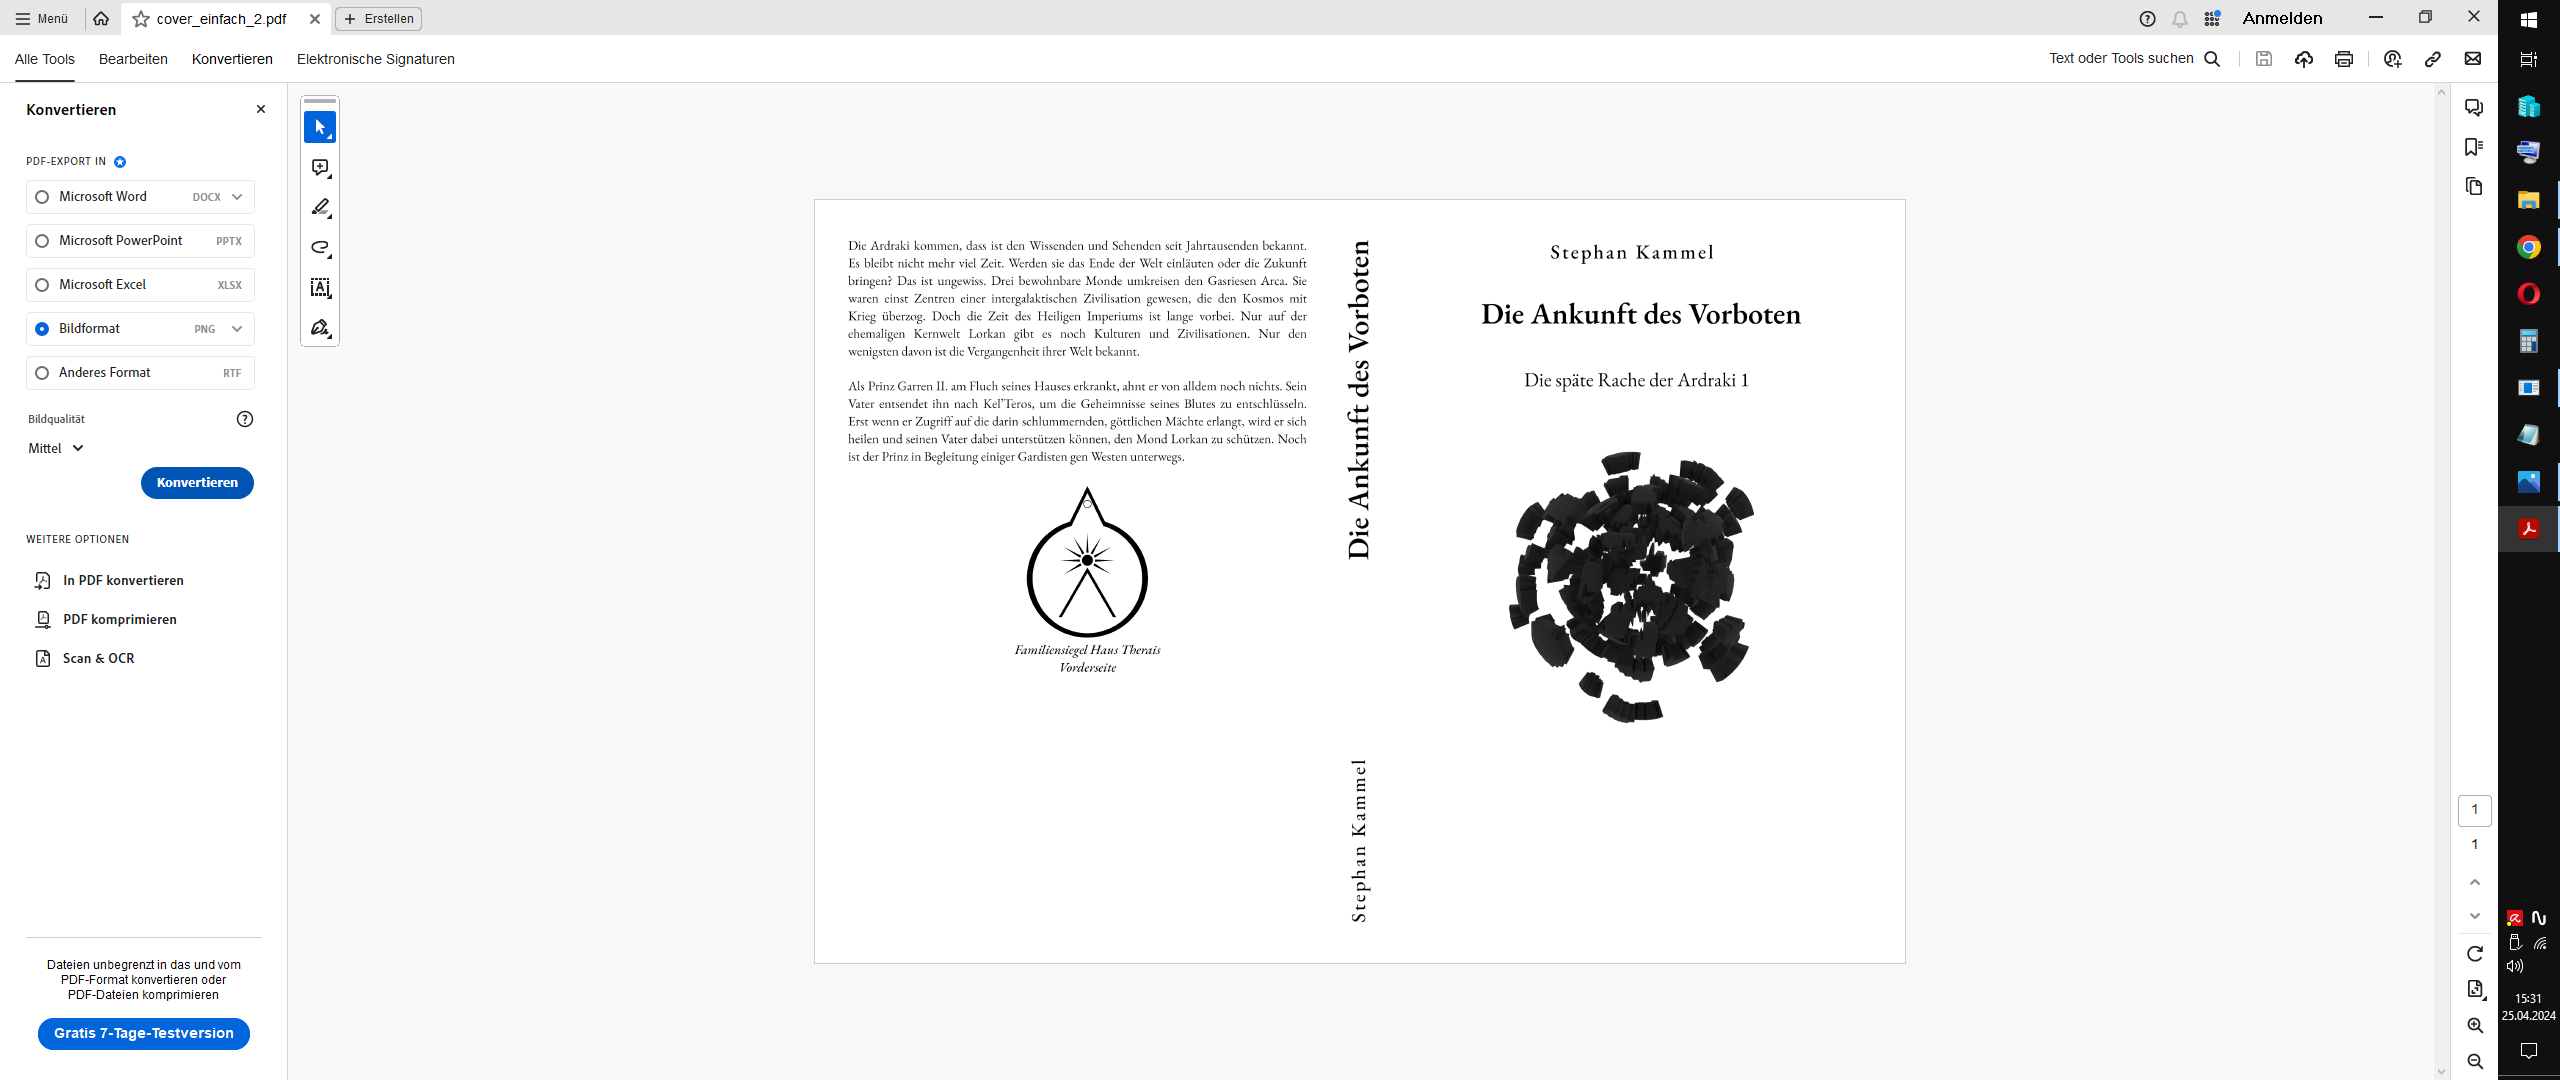 Menü
cover_einfach_2.pdf
Erstellen
Anmelden
Alle Tools
Bearbeiten
Konvertieren
Elektronische Signaturen
Text oder Tools suchen
Konvertieren
PDF-EXPORT IN
Microsoft Word DOCX
Microsoft PowerPoint PPTX
Microsoft Excel XLSX
Bildformat PNG
Anderes Format RTF
Bildqualität
Mittel
Konvertieren
WEITERE OPTIONEN
In PDF konvertieren
PDF komprimieren
Scan & OCR
Dateien unbegrenzt in das und vom
PDF-Format konvertieren oder
PDF-Dateien komprimieren
Gratis 7-Tage-Testversion
Die Ardraki kommen, dass ist den Wissenden und Sehenden seit Jahrtausenden bekannt.
Es bleibt nicht mehr viel Zeit. Werden sie das Ende der Welt einläuten oder die Zukunft
bringen? Das ist ungewiss. Drei bewohnbare Monde umkreisen den Gasriesen Arca. Sie
waren einst Zentren einer intergalaktischen Zivilisation gewesen, die den Kosmos mit
Krieg überzog. Doch die Zeit des Heiligen Imperiums ist lange vorbei. Nur auf der
ehemaligen Kernwelt Lorkan gibt es noch Kulturen und Zivilisationen. Nur den
wenigsten davon ist die Vergangenheit ihrer Welt bekannt.
Als Prinz Garren II. am Fluch seines Hauses erkrankt, ahnt er von alldem noch nichts. Sein
Vater entsendet ihn nach Kel'Teros, um die Geheimnisse seines Blutes zu entschlüsseln.
Erst wenn er Zugriff auf die darin schlummernden, göttlichen Mächte erlangt, wird er sich
heilen und seinen Vater dabei unterstützen können, den Mond Lorkan zu schützen. Noch
ist der Prinz in Begleitung einiger Gardisten gen Westen unterwegs.
Familiensiegel Haus Therais
Vorderseite
Die Ankunft des Vorboten
Stephan Kammel
Stephan Kammel
Die Ankunft des Vorboten
Die späte Rache der Ardraki 1
1
1
15:31
25.04.2024